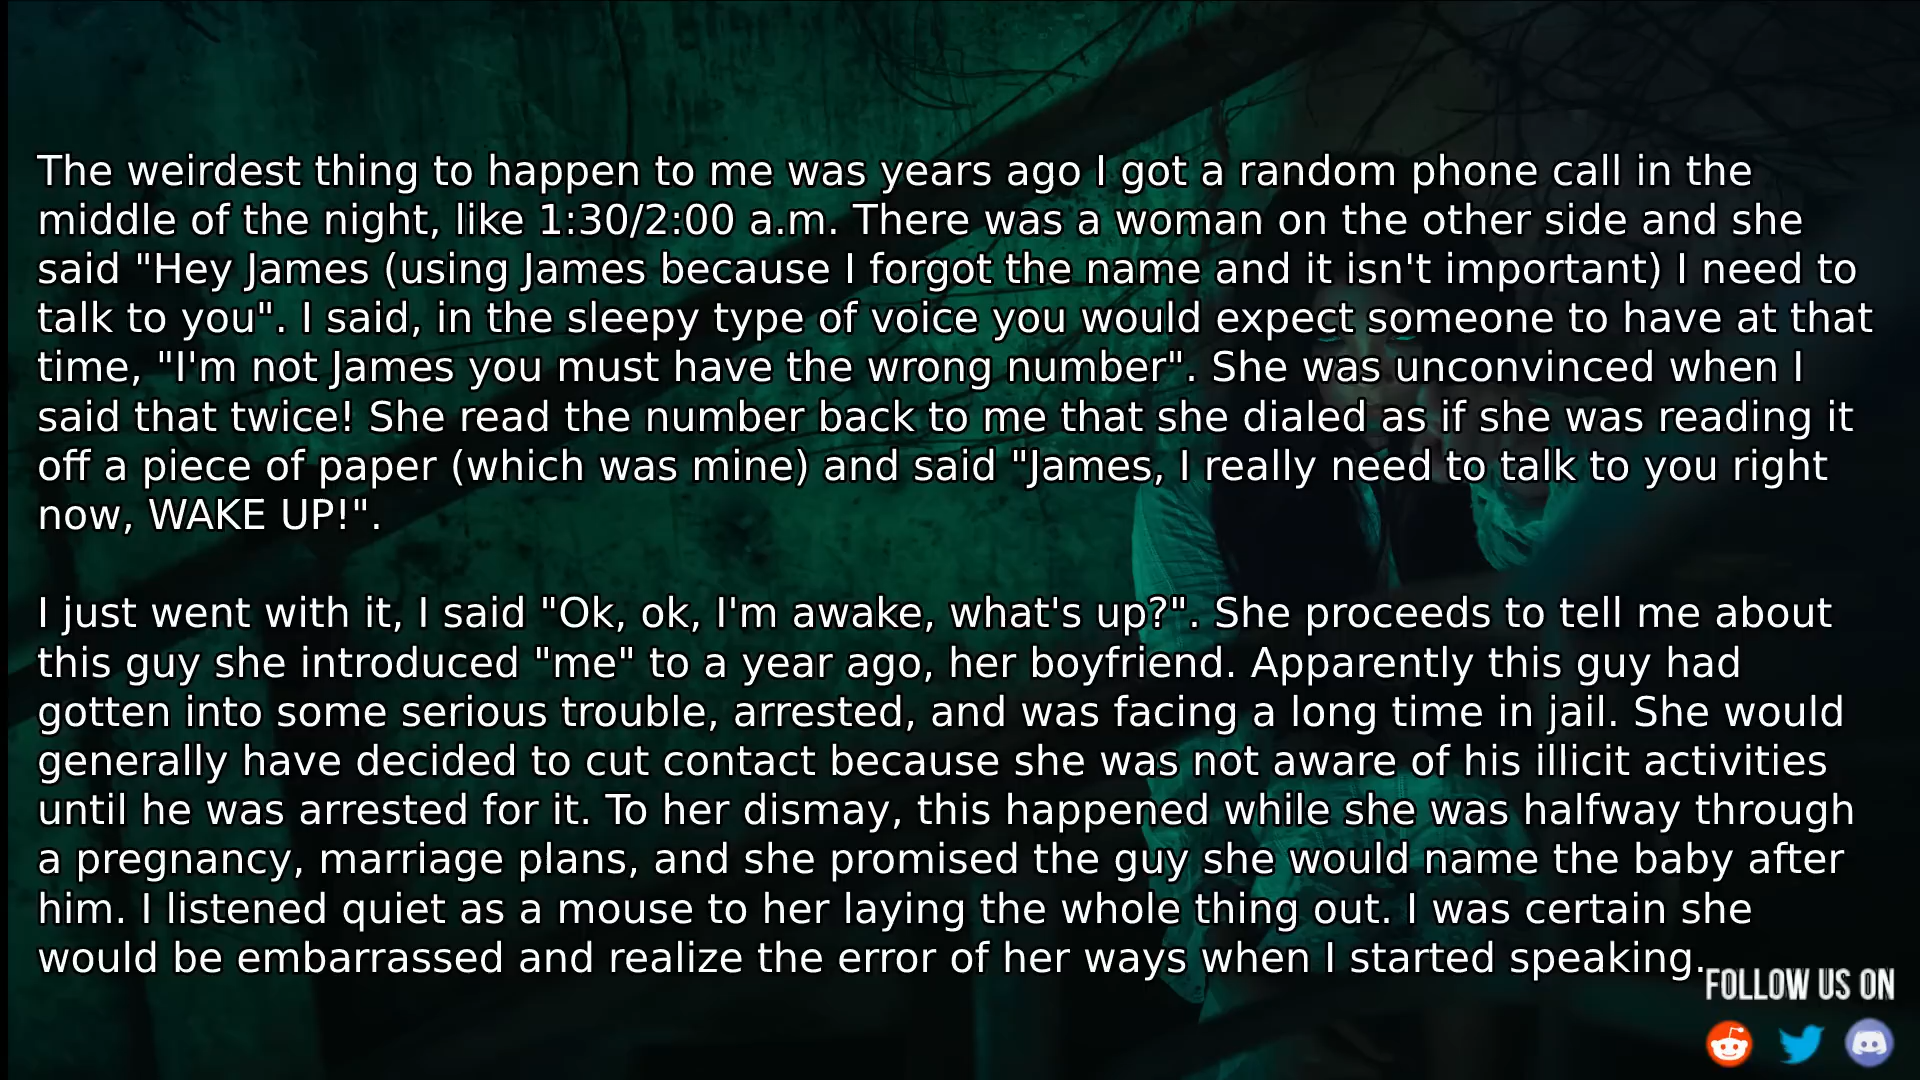 The weirdest thing to happen to me was years ago I got a random phone call in the
middle of the night, like 1:30/2:00 a.m. There was a woman on the other side and she
said "Hey James (using James because I forgot the name and it isn't important) I need to
talk to you". I said, in the sleepy type of voice you would expect someone to have at that
time, "I'm not James you must have the wrong number". She was unconvinced when I
said that twice! She read the number back to me that she dialed as if she was reading it
off a piece of paper (which was mine) and said "James, I really need to talk to you right
now, WAKE UP!".
I just went with it, I said "Ok, ok, I'm awake, what's up?". She proceeds to tell me about
this guy she introduced "me" to a year ago, her boyfriend. Apparently this guy had
gotten into some serious trouble, arrested, and was facing a long time in jail. She would
generally have decided to cut contact because she was not aware of his illicit activities
until he was arrested for it. To her dismay, this happened while she was halfway through
a pregnancy, marriage plans, and she promised the guy she would name the baby after
him. I listened quiet as a mouse to her laying the whole thing out. I was certain she
would be embarrassed and realize the error of her ways when I started speaking.
FOLLOW US ON